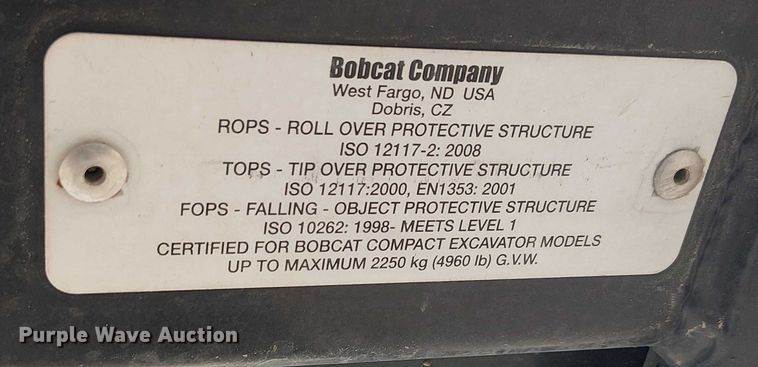 Bobcat Company
West Fargo, ND USA
Dobris, CZ
ROPS - ROLL OVER PROTECTIVE STRUCTURE
ISO 12117-2: 2008
TOPS - TIP OVER PROTECTIVE STRUCTURE
ISO 12117:2000, EN1353: 2001
FOPS - FALLING - OBJECT PROTECTIVE STRUCTURE
ISO 10262: 1998- MEETS LEVEL 1
CERTIFIED FOR BOBCAT COMPACT EXCAVATOR MODELS
UP TO MAXIMUM 2250 kg (4960 lb) G.V.W.
Purple Wave Auction